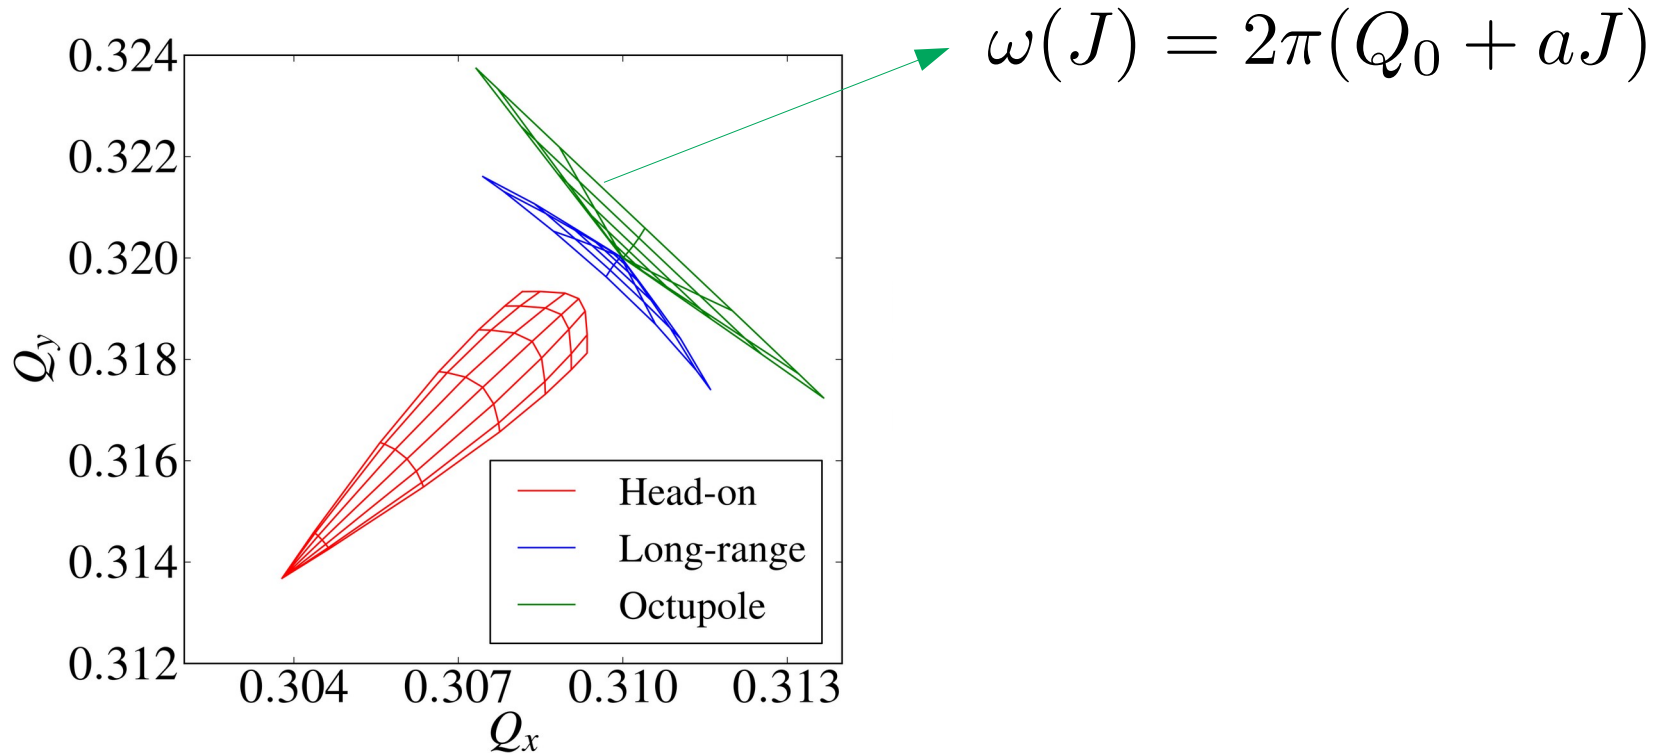 ω(J) = 2π(Q₀ + aJ)
0.324
0.322
0.320
0.318
0.316
0.314
0.312
Q_y
Head-on
Long-range
Octupole
0.304 0.307 0.310 0.313
Q_x